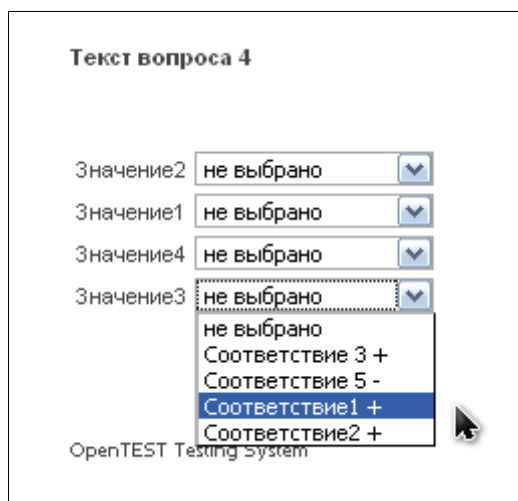 Текст вопроса 4
Значение2 не выбрано
Значение1 не выбрано
Значение4 не выбрано
Значение3 не выбрано
не выбрано
Соответствие 3 +
Соответствие 5 -
Соответствие1 +
Соответствие2 +
OpenTEST Testing System